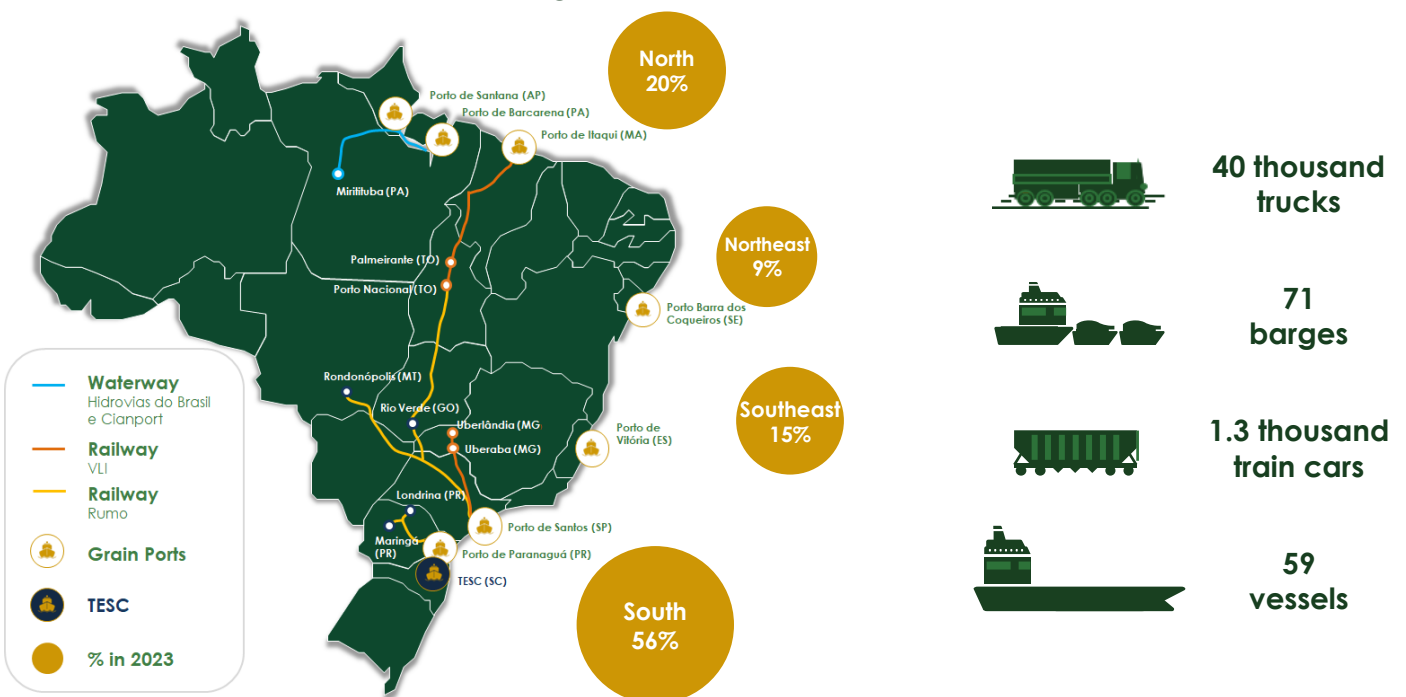 North
20%
Porto de Santana (AP)
Porto de Barcarena (PA)
Porto de Itaqui (MA)
Mirilituba (PA)
Palmeirante (TO)
Porto Nacional (TO)
Northeast
9%
Porto Barra dos
Coqueiros (SE)
Rondonópolis (MT)
Rio Verde (GO)
Uberlândia (MG
Uberaba (MG)
Southeast
15%
Porto de
Vitória (ES)
Londrina (PR)
Maringá
(PR)
Porto de Santos (SP)
Porto de Paranaguá (PR)
TESC (SC)
South
56%
Waterway
Hidrovias do Brasil
e Cianport
Railway
VLI
Railway
Rumo
Grain Ports
TESC
% in 2023
40 thousand
trucks
71
barges
1.3 thousand
train cars
59
vessels